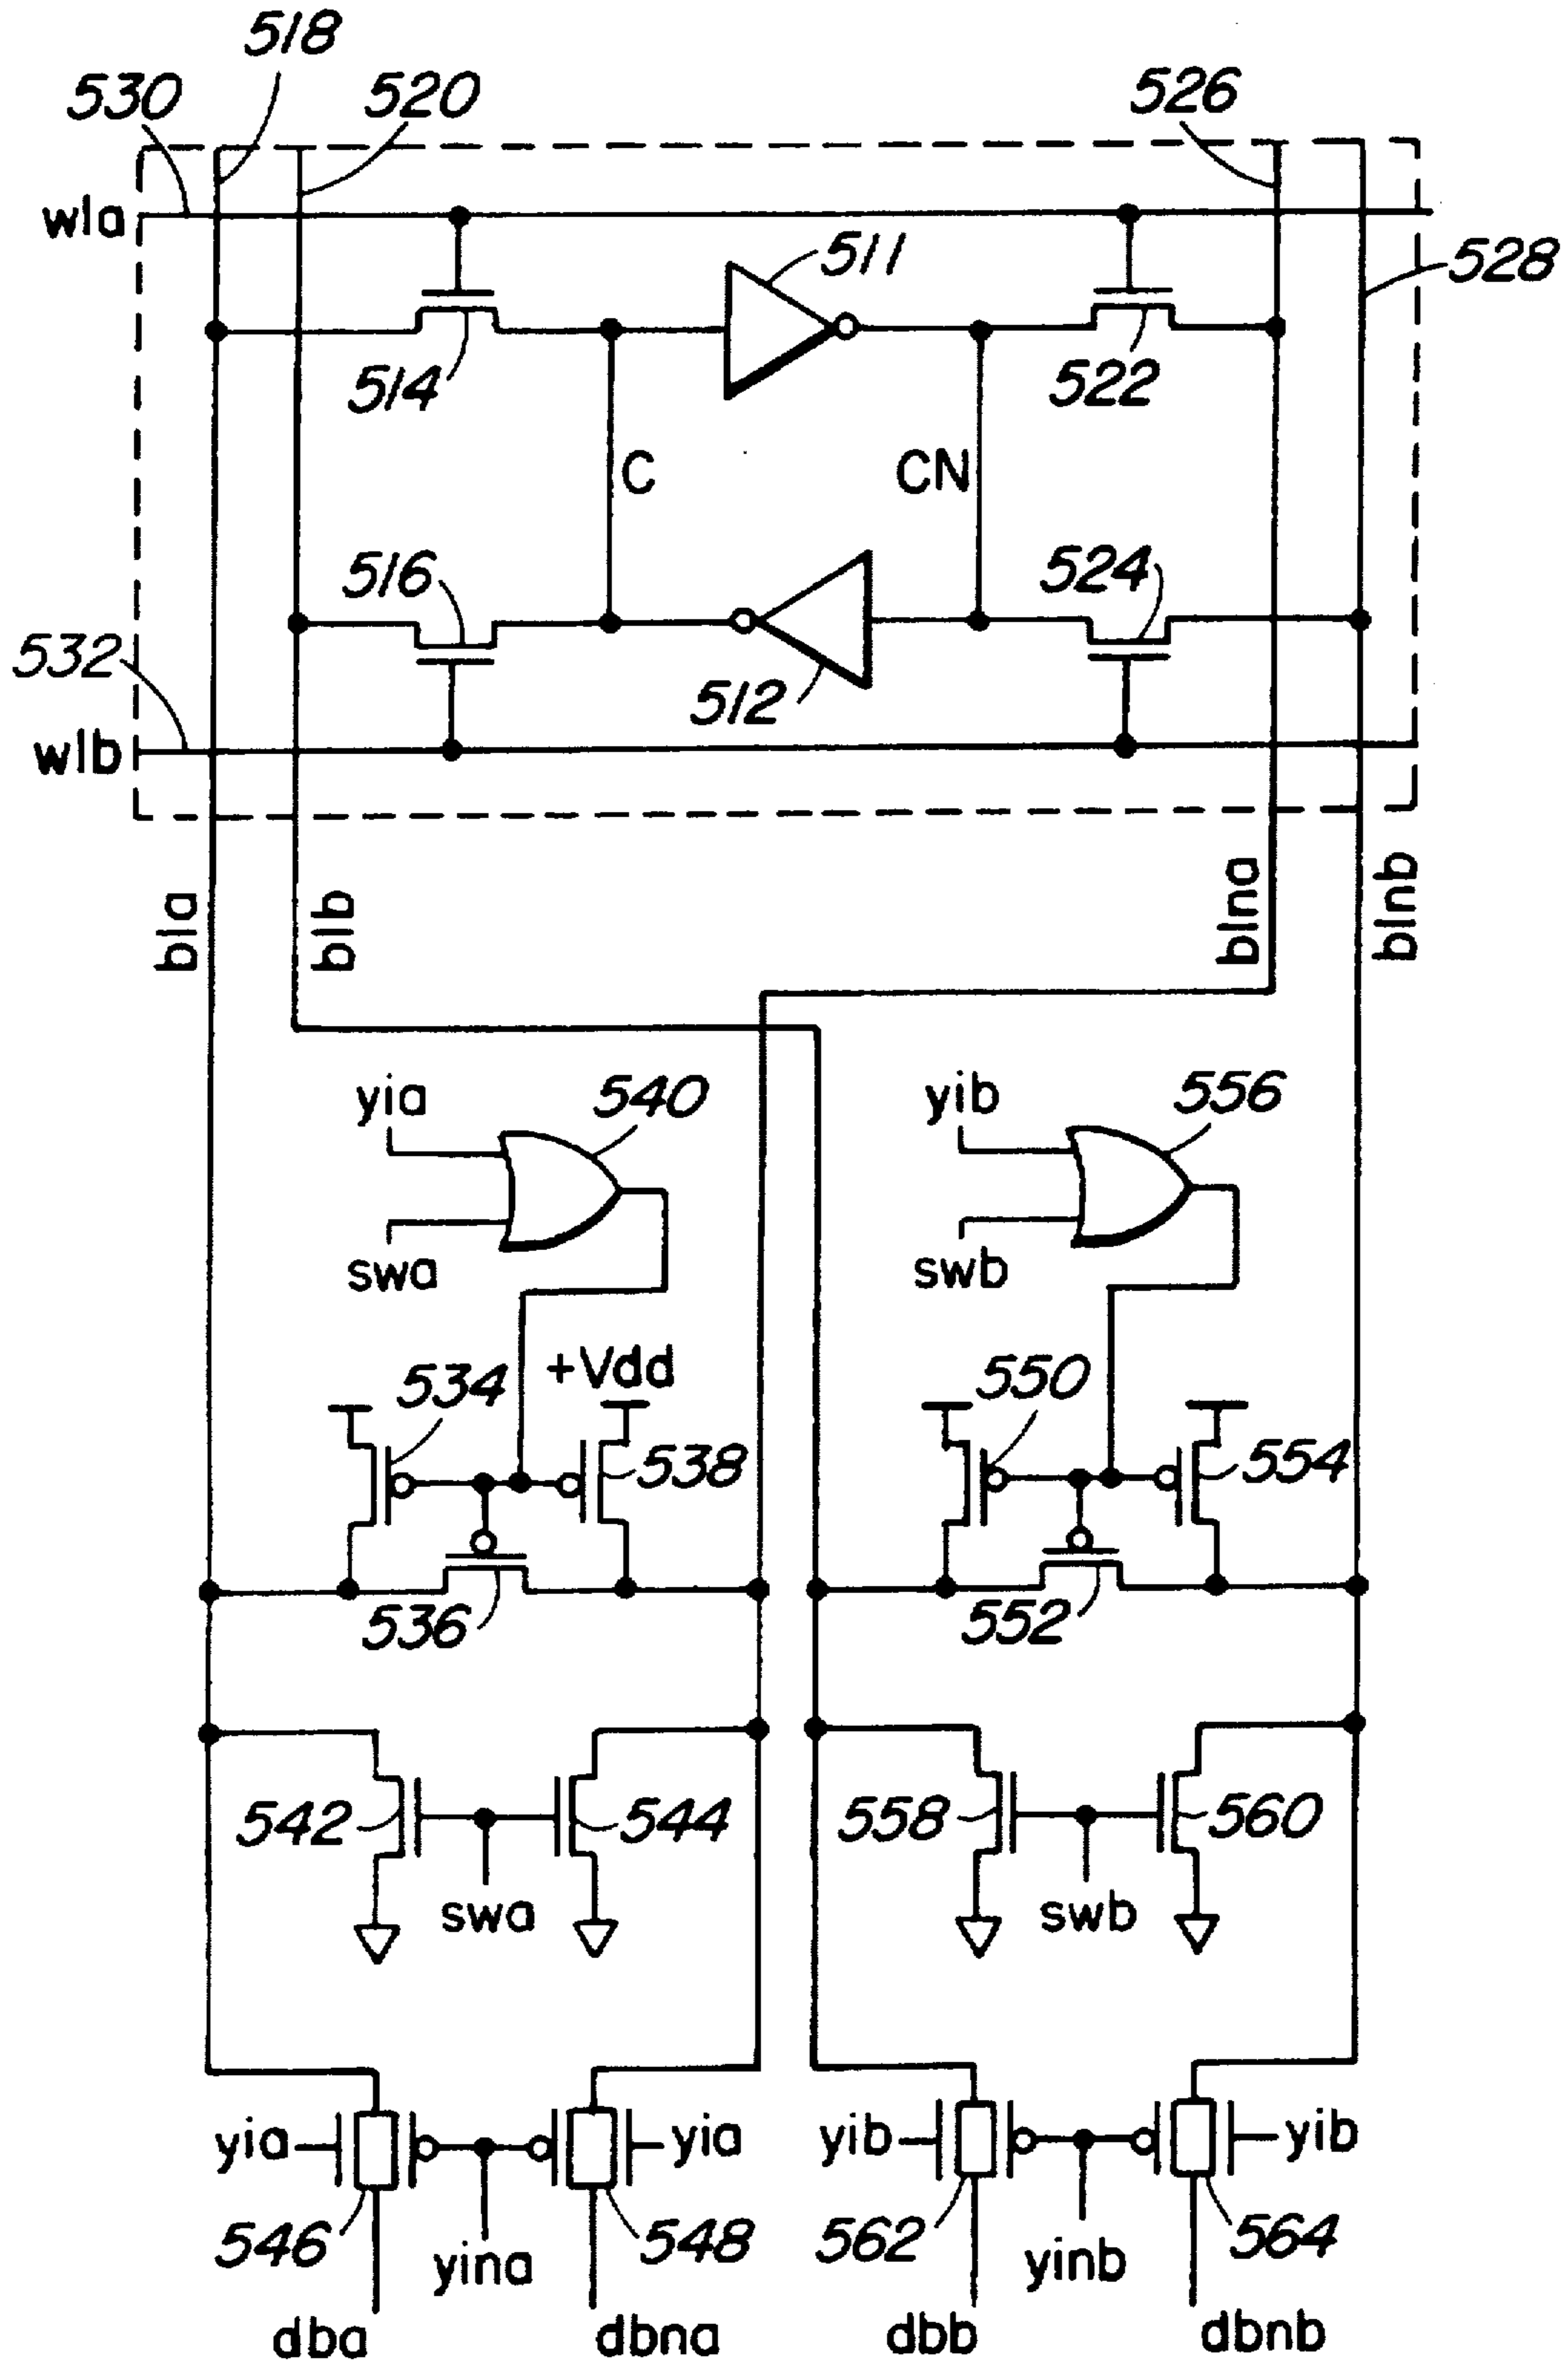 518
530
520
526
wla
511
528
514
522
C
CN
516
524
532
512
wlb
bla
blb
blna
blnb
yia
540
yib
556
swa
swb
534
+Vdd
550
538
554
536
552
542
544
558
560
swa
swb
yia
yia
yib
yib
546
yina
548
562
yinb
564
dba
dbna
dbb
dbnb